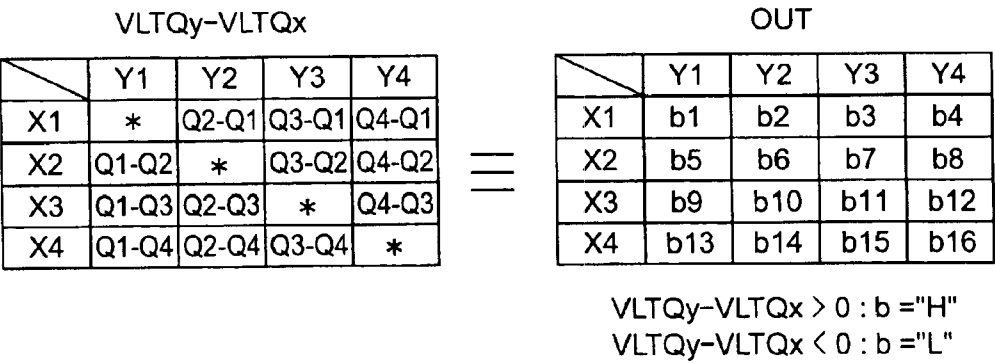 VLTQy-VLTQx
Y1 Y2 Y3 Y4
X1 * Q2-Q1 Q3-Q1 Q4-Q1
X2 Q1-Q2 * Q3-Q2 Q4-Q2
X3 Q1-Q3 Q2-Q3 * Q4-Q3
X4 Q1-Q4 Q2-Q4 Q3-Q4 *
=
OUT
Y1 Y2 Y3 Y4
X1 b1 b2 b3 b4
X2 b5 b6 b7 b8
X3 b9 b10 b11 b12
X4 b13 b14 b15 b16
VLTQy-VLTQx > 0 : b ="H"
VLTQy-VLTQx < 0 : b ="L"